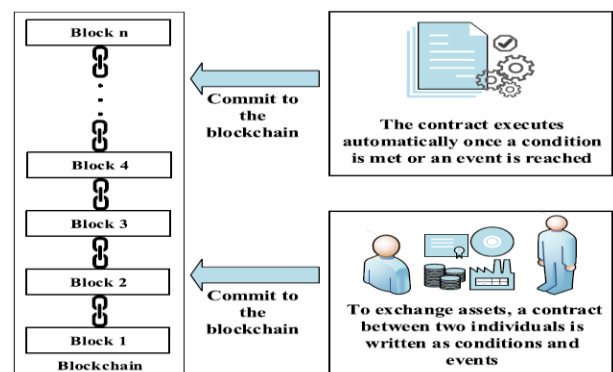 Block n
Block 4
Block 3
Block 2
Block 1
Blockchain
Commit to
the
blockchain
The contract executes
automatically once a condition
is met or an event is reached
Commit to
the
blockchain
To exchange assets, a contract
between two individuals is
written as conditions and
events